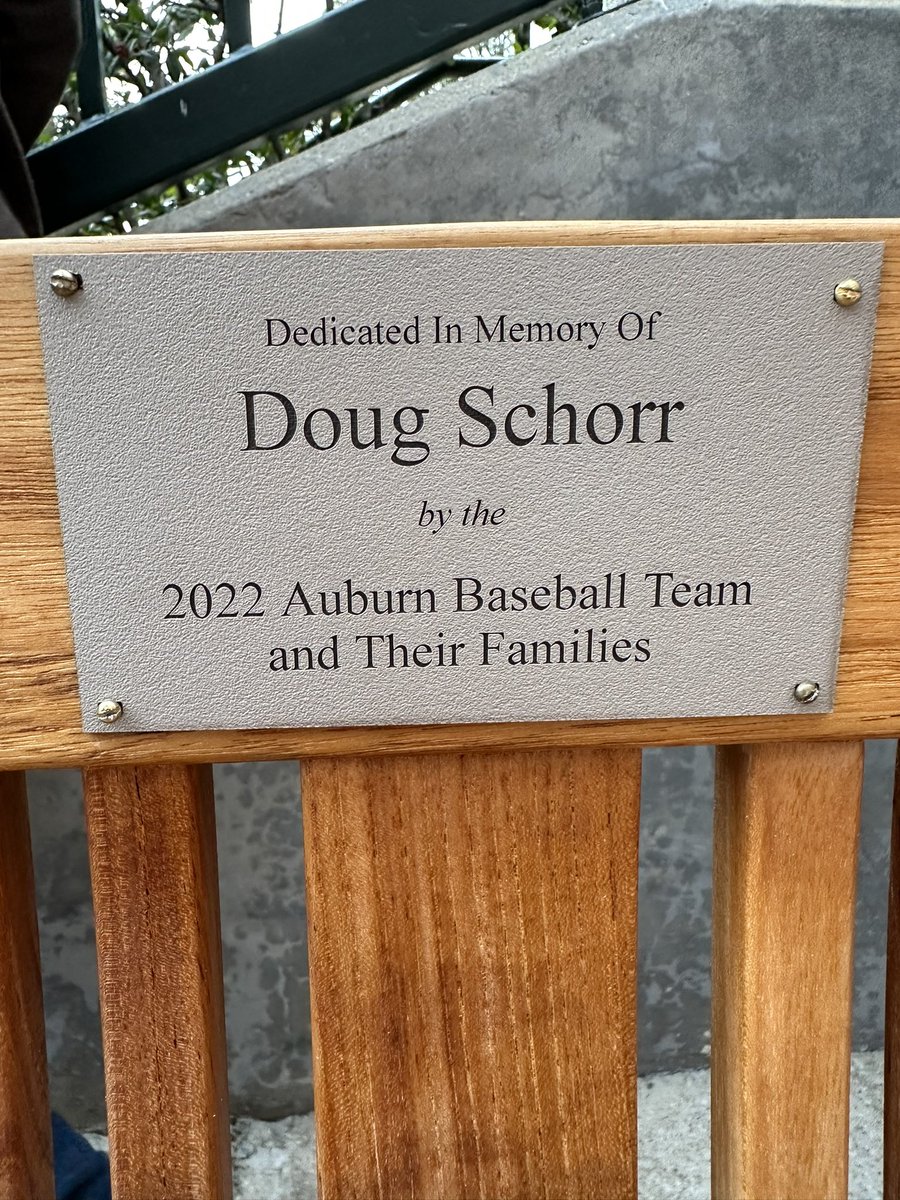 Dedicated In Memory Of
Doug Schorr
by the
2022 Auburn Baseball Team
and Their Families